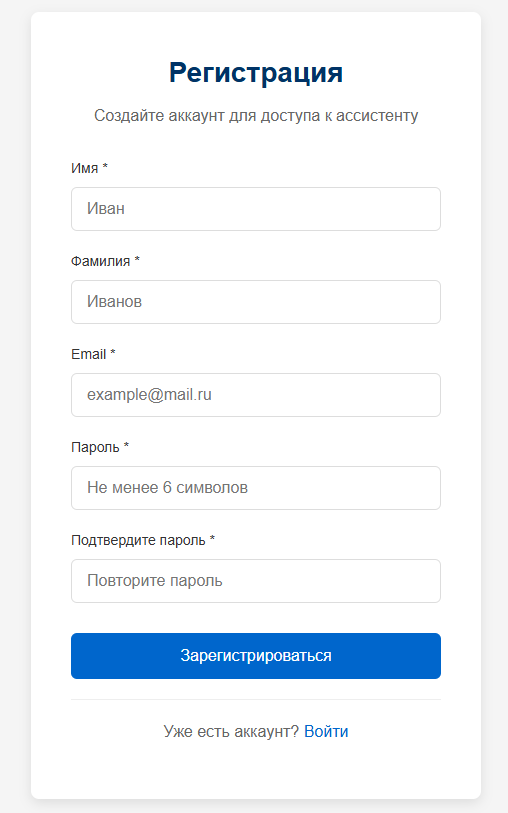 Регистрация
Создайте аккаунт для доступа к ассистенту
Имя *
Иван
Фамилия *
Иванов
Email *
example@mail.ru
Пароль *
Не менее 6 символов
Подтвердите пароль *
Повторите пароль
Зарегистрироваться
Уже есть аккаунт? Войти